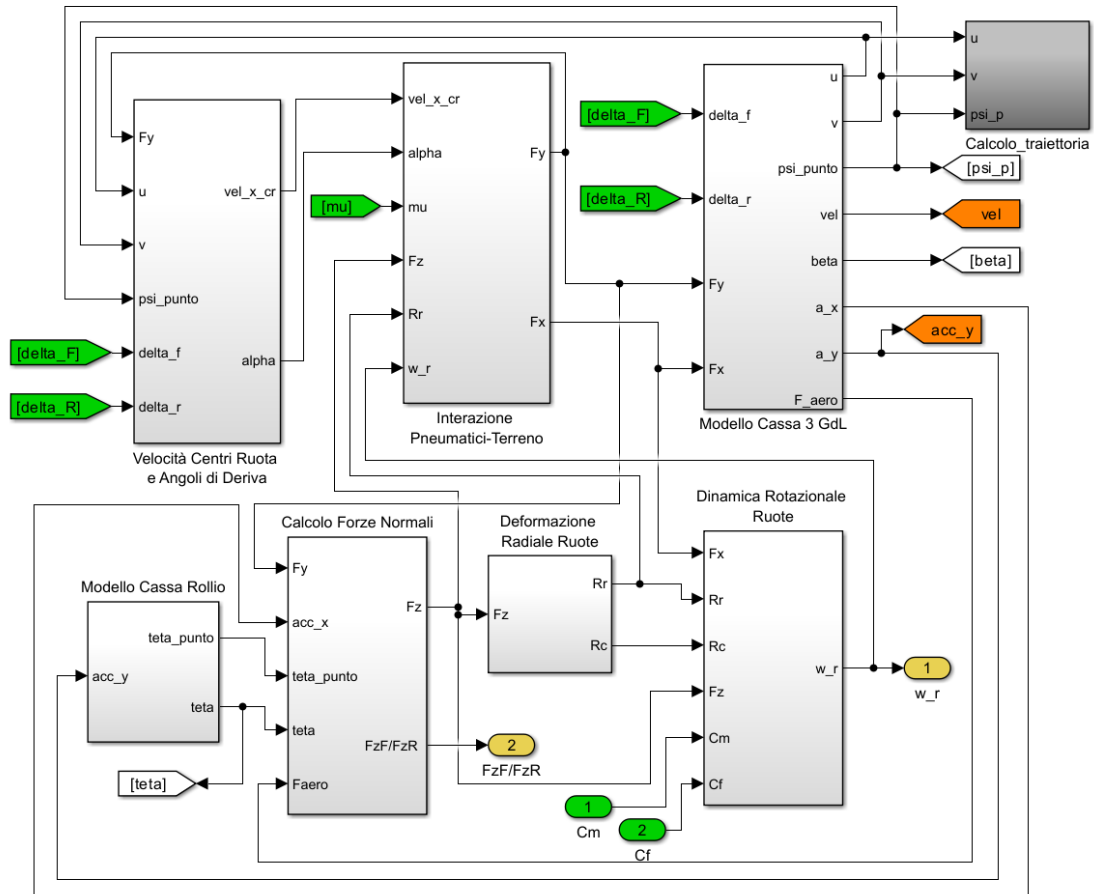 Fy
u
v
psi_punto
[delta_F]
delta_f
[delta_R]
delta_r
vel_x_cr
alpha
Velocità Centri Ruota
e Angoli di Deriva
vel_x_cr
alpha
[mu]
mu
Fz
Rr
w_r
Fy
Fx
Interazione
Pneumatici-Terreno
[delta_F]
delta_f
[delta_R]
delta_r
Fy
Fx
u
v
psi_punto
vel
beta
a_x
a_y
F_aero
Modello Cassa 3 GdL
u
v
psi_p
Calcolo_traiettoria
[psi_p]
vel
[beta]
acc_y
Modello Cassa Rollio
acc_y
teta_punto
teta
[teta]
Calcolo Forze Normali
Fy
acc_x
teta_punto
teta
Faero
Fz
FzF/FzR
2
FzF/FzR
Deformazione
Radiale Ruote
Fz
Rr
Rc
Dinamica Rotazionale
Ruote
Fx
Rr
Rc
Fz
Cm
Cf
w_r
1
w_r
1
Cm
2
Cf